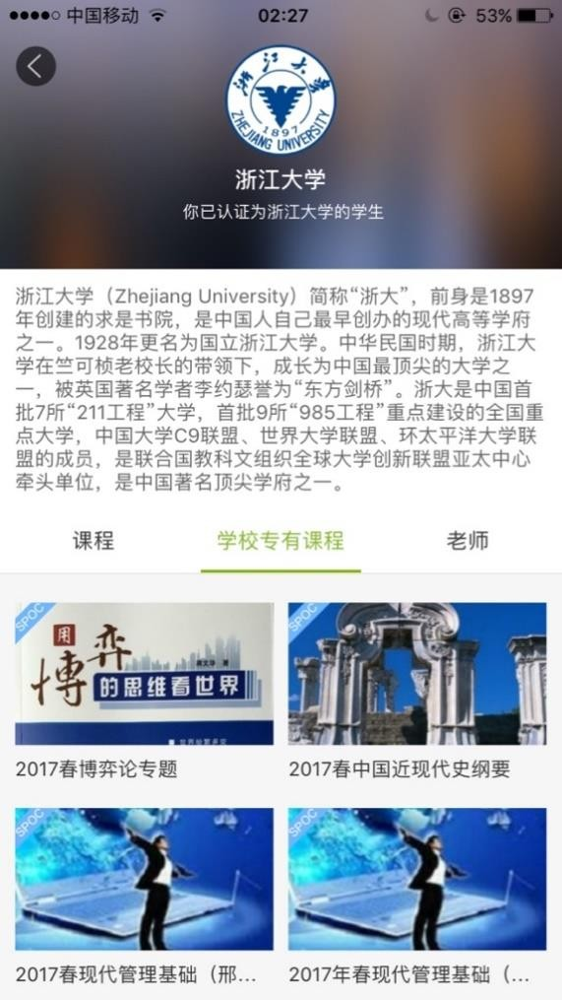 中国移动
02:27
53%
浙江大学
ZHEJIANG UNIVERSITY
1897
浙江大学
你已认证为浙江大学的学生
浙江大学（Zhejiang University）简称“浙大”，前身是1897
年创建的求是书院，是中国人自己最早创办的现代高等学府
之一。1928年更名为国立浙江大学。中华民国时期，浙江大
学在竺可桢老校长的带领下，成长为中国最顶尖的大学之
一，被英国著名学者李约瑟誉为“东方剑桥”。浙大是中国首
批7所“211工程”大学，首批9所“985工程”重点建设的全国重
点大学，中国大学C9联盟、世界大学联盟、环太平洋大学联
盟的成员，是联合国教科文组织全球大学创新联盟亚太中心
牵头单位，是中国著名顶尖学府之一。
课程 学校专有课程 老师
SPOC
用
博弈
的思维看世界
SPOC
2017春博弈论专题 2017春中国近现代史纲要
SPOC
SPOC
2017春现代管理基础（邢... 2017年春现代管理基础（...